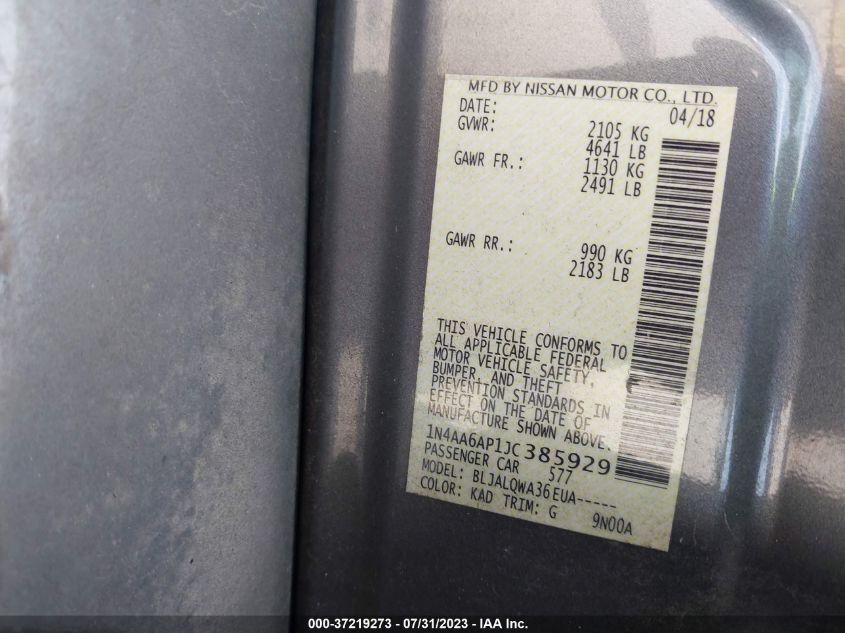 MFD BY NISSAN MOTOR CO., LTD.
DATE: 04/18
GVWR: 2105 KG
4641 LB
GAWR FR.: 1130 KG
2491 LB
GAWR RR.: 990 KG
2183 LB
THIS VEHICLE CONFORMS TO
ALL APPLICABLE FEDERAL
MOTOR VEHICLE SAFETY,
BUMPER, AND THEFT
PREVENTION STANDARDS IN
EFFECT ON THE DATE OF
MANUFACTURE SHOWN ABOVE.
1N4AA6AP1JC385929
PASSENGER CAR 577
MODEL: BLJALQWA36EUA-----
COLOR: KAD TRIM: G 9N00A
000-37219273 - 07/31/2023 - IAA Inc.